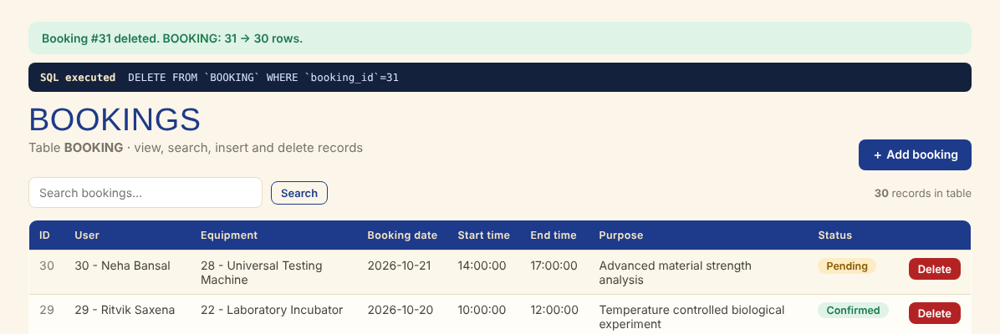 Booking #31 deleted. BOOKING: 31 → 30 rows.
SQL executed DELETE FROM `BOOKING` WHERE `booking_id`=31
BOOKINGS
Table BOOKING · view, search, insert and delete records
+ Add booking
Search bookings...
Search
30 records in table
ID User Equipment Booking date Start time End time Purpose Status
30 30 - Neha Bansal 28 - Universal Testing 2026-10-21 14:00:00 17:00:00 Advanced material strength Pending Delete
Machine analysis
29 29 - Ritvik Saxena 22 - Laboratory Incubator 2026-10-20 10:00:00 12:00:00 Temperature controlled biological Confirmed Delete
experiment